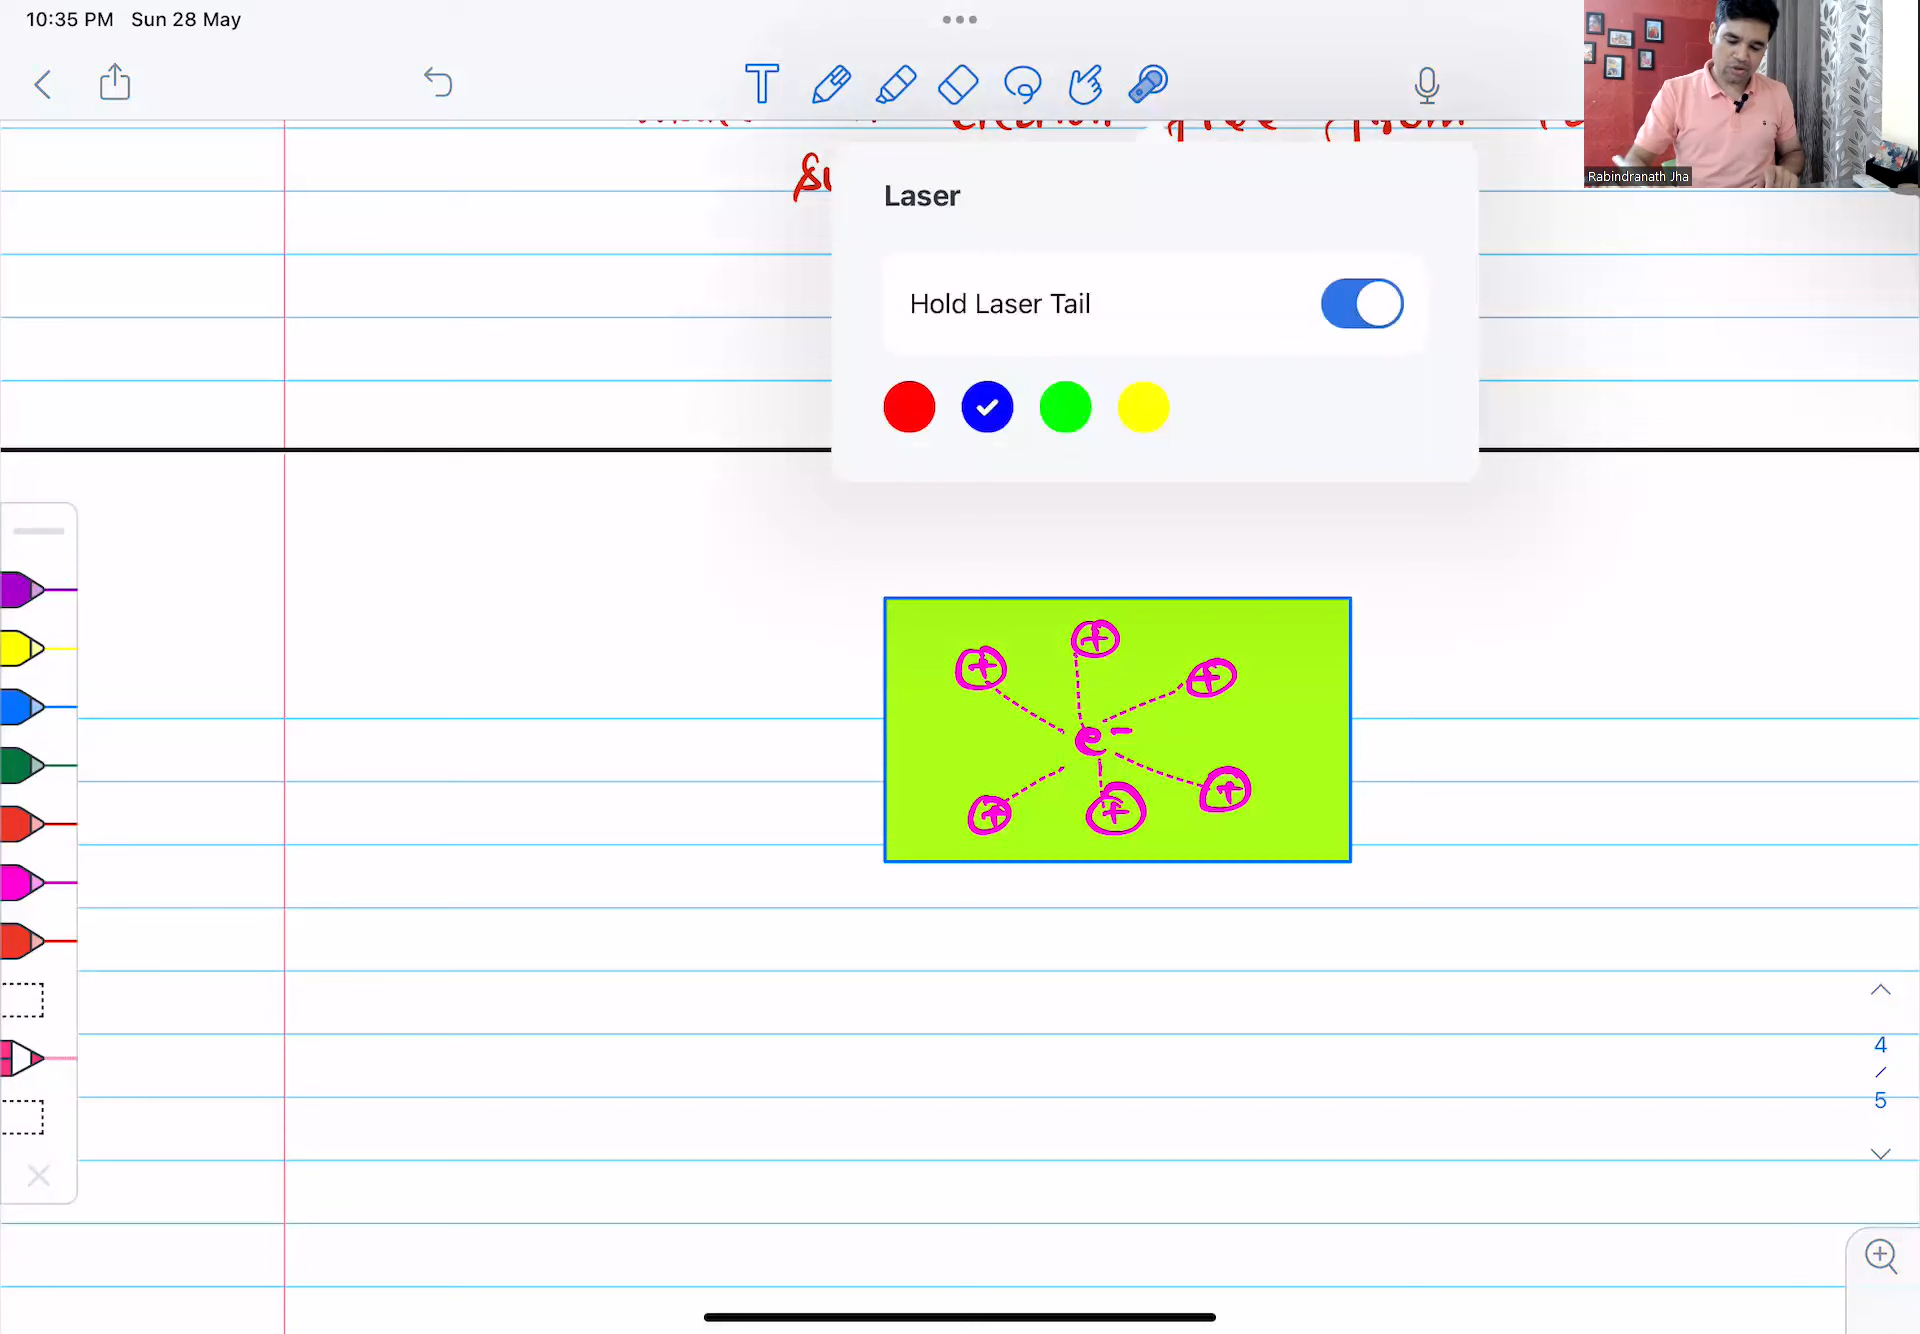 10:35 PM Sun 28 May
Rabindranath Jha
Laser
Hold Laser Tail
+
+
+
e⁻
+
+
+
4
/
5